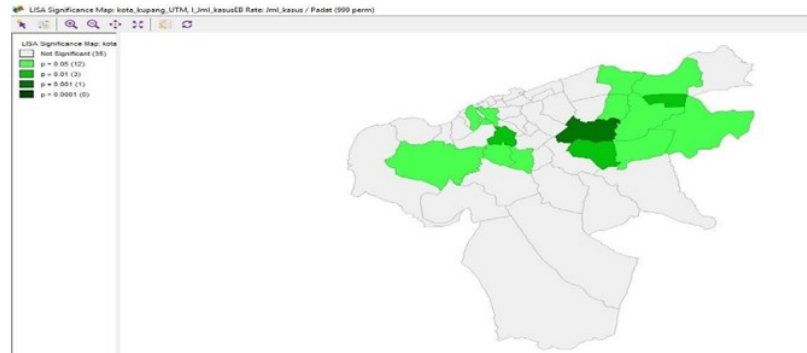 LISA Significance Map: kota_kupang_UTM, I_Jml_kasusEB Rate: Jml_kasus / Padat (999 perm)
LISA Significance Map: kota
Not Significant (35)
p = 0.05 (12)
p = 0.01 (3)
p = 0.001 (1)
p = 0.0001 (0)